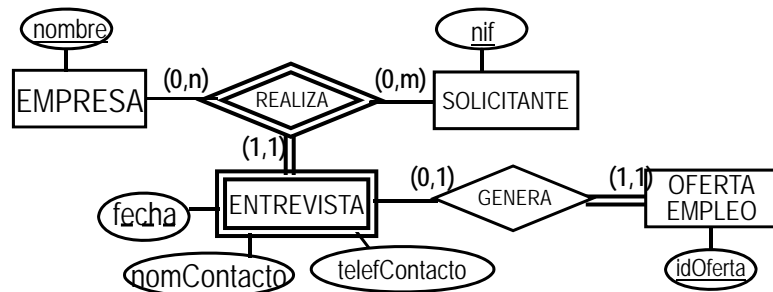 nombre
nif
(0,n)
(0,m)
EMPRESA
REALIZA
SOLICITANTE
(1,1)
(0,1)
(1,1)
OFERTA
EMPLEO
ENTREVISTA
GENERA
fecha
nomContacto
telefContacto
idOferta